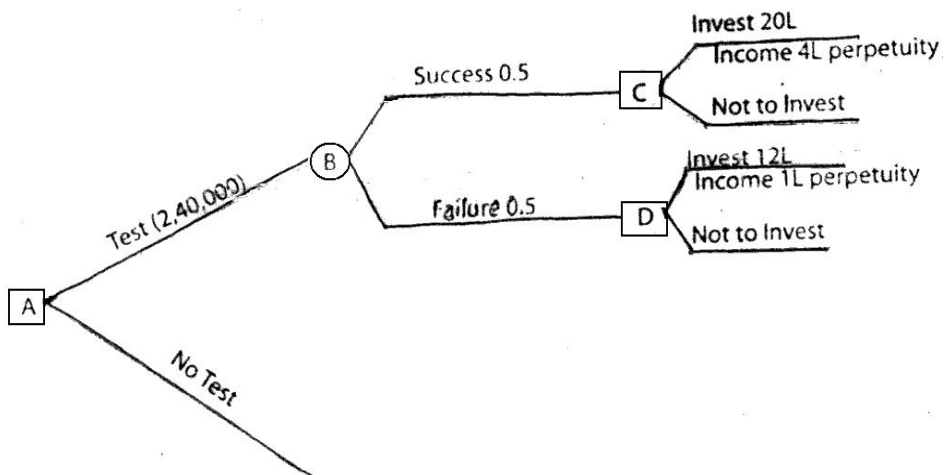 Invest 20L
Income 4L perpetuity
Success 0.5
C
Not to Invest
B
Invest 12L
Income 1L perpetuity
Test (2,40,000)
Failure 0.5
D
Not to Invest
A
No Test